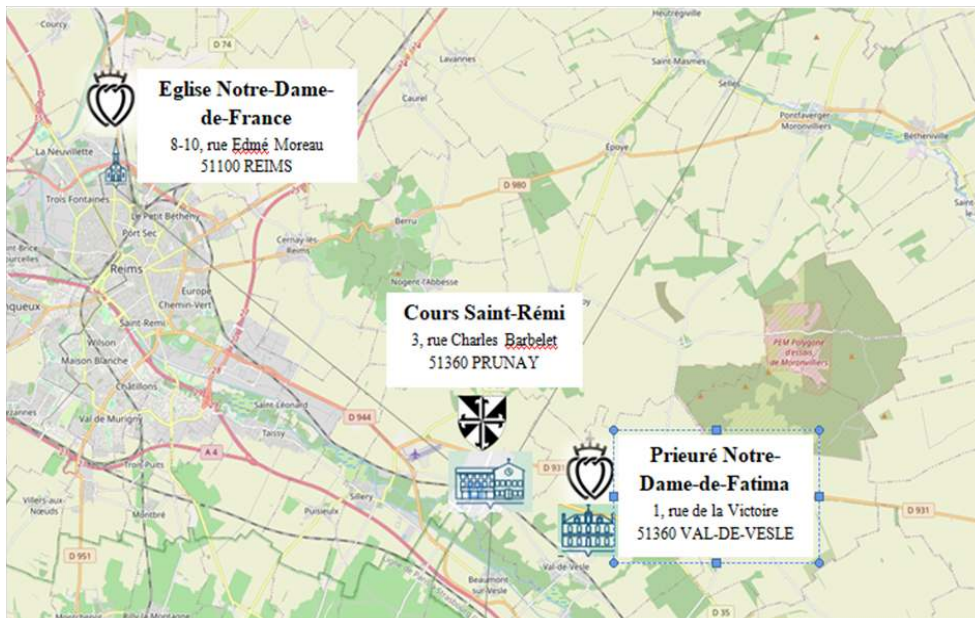 Courcy
D 74
Lavannes
Heutrégiville
Saint-Masmes
Selles
Caurel
Pontfaverger
Moronvilliers
Bétheniville
Époye
Eglise Notre-Dame-
de-France
8-10, rue Edmé Moreau
51100 REIMS
La Neuvillette
Trois Fontaines
Le Petit Bétheny
Port Sec
D 980
Berru
Cernay-lès
Reims
Nogent-l'Abbesse
Reims
Europe
Chemin-Vert
Saint-Remi
Wilson
Maison Blanche
Châtillons
Val de Murigny
Saint-Léonard
Taissy
D 944
A 4
Trois-Puits
Cours Saint-Rémi
3, rue Charles Barbelet
51360 PRUNAY
PEM Polygone
d'essais
de Moronvilliers
D 931
Prieuré Notre-
Dame-de-Fatima
1, rue de la Victoire
51360 VAL-DE-VESLE
D 931
Sillery
Puisieulx
Villers-aux-
Nœuds
Montbré
D 951
Val-de-Vesle
Beaumont
sur-Vesle
D 35